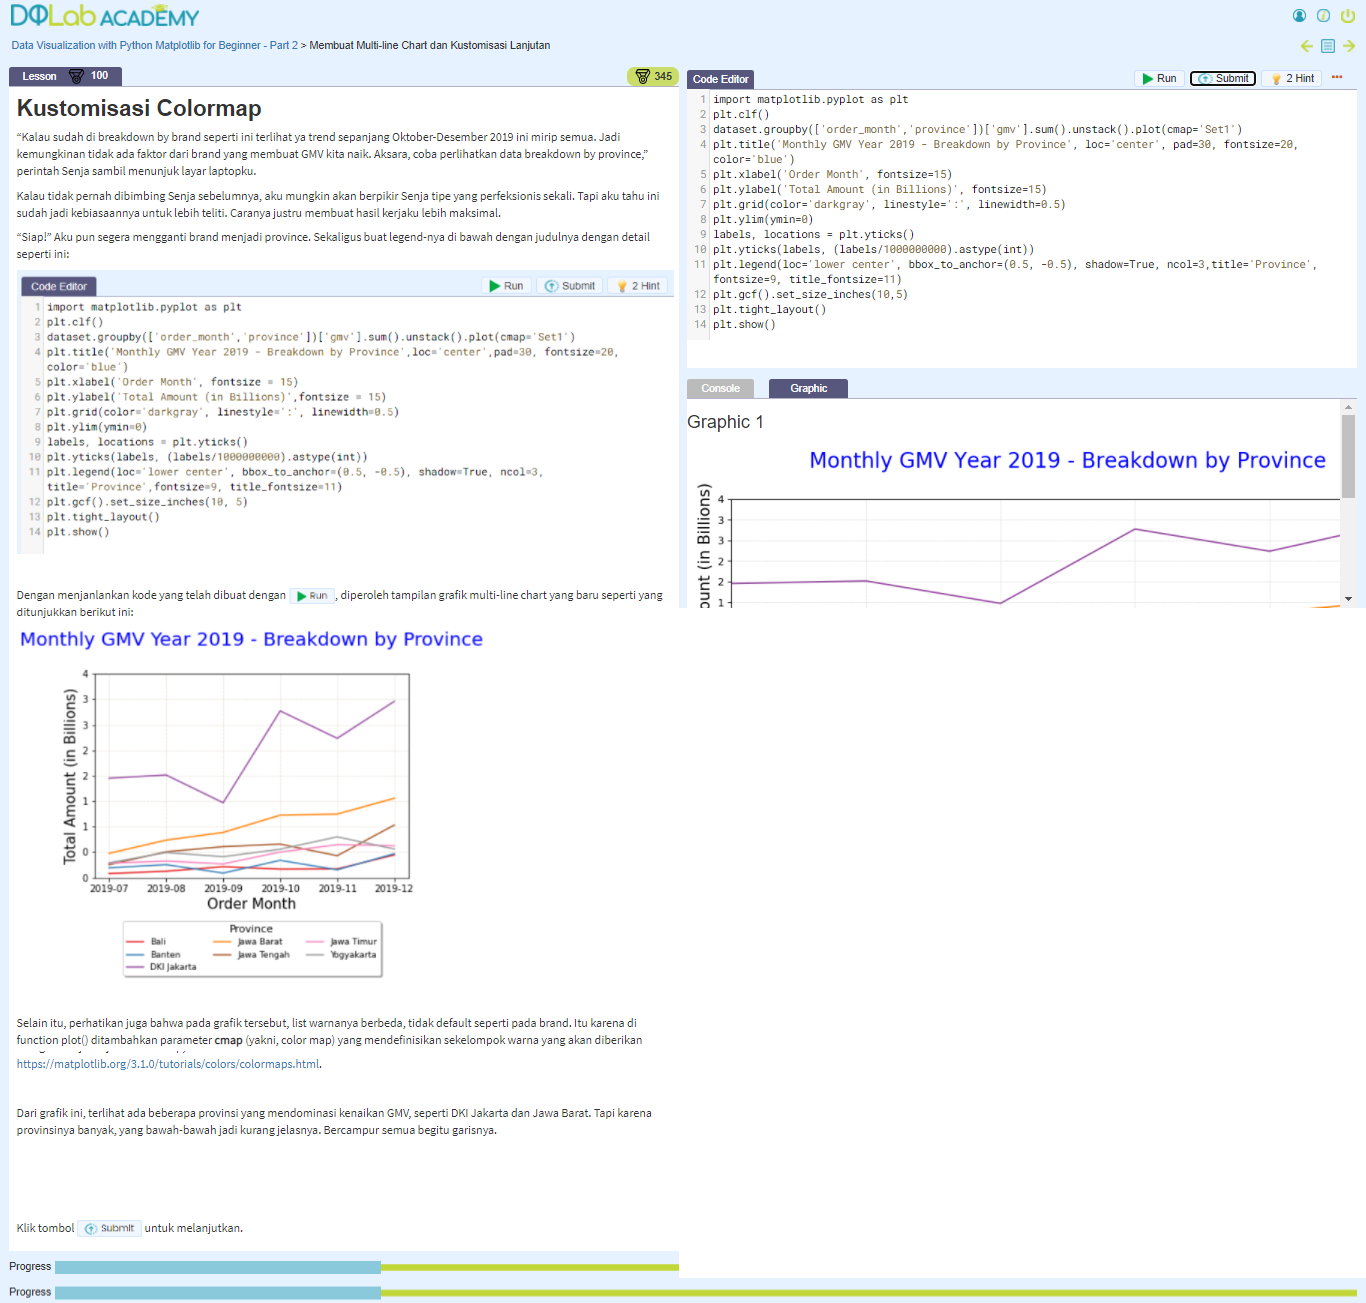 DQLab ACADEMY
Data Visualization with Python Matplotlib for Beginner - Part 2 > Membuat Multi-line Chart dan Kustomisasi Lanjutan
Lesson 100
345
Kustomisasi Colormap
“Kalau sudah di breakdown by brand seperti ini terlihat ya trend sepanjang Oktober-Desember 2019 ini mirip semua. Jadi
kemungkinan tidak ada faktor dari brand yang membuat GMV kita naik. Aksara, coba perlihatkan data breakdown by province,”
perintah Senja sambil menunjuk layar laptopku.
Kalau tidak pernah dibimbing Senja sebelumnya, aku mungkin akan berpikir Senja tipe yang perfeksionis sekali. Tapi aku tahu ini
sudah jadi kebiasaannya untuk lebih teliti. Caranya justru membuat hasil kerjaku lebih maksimal.
“Siap!” Aku pun segera mengganti brand menjadi province. Sekaligus buat legend-nya di bawah dengan judulnya dengan detail
seperti ini:
Code Editor Run Submit 2 Hint
1 import matplotlib.pyplot as plt
2 plt.clf()
3 dataset.groupby(['order_month','province'])['gmv'].sum().unstack().plot(cmap='Set1')
4 plt.title('Monthly GMV Year 2019 - Breakdown by Province',loc='center',pad=30, fontsize=20,
color='blue')
5 plt.xlabel('Order Month', fontsize = 15)
6 plt.ylabel('Total Amount (in Billions)',fontsize = 15)
7 plt.grid(color='darkgray', linestyle=':', linewidth=0.5)
8 plt.ylim(ymin=0)
9 labels, locations = plt.yticks()
10 plt.yticks(labels, (labels/1000000000).astype(int))
11 plt.legend(loc='lower center', bbox_to_anchor=(0.5, -0.5), shadow=True, ncol=3,
title='Province',fontsize=9, title_fontsize=11)
12 plt.gcf().set_size_inches(10, 5)
13 plt.tight_layout()
14 plt.show()
Dengan menjanlankan kode yang telah dibuat dengan Run , diperoleh tampilan grafik multi-line chart yang baru seperti yang
ditunjukkan berikut ini:
Monthly GMV Year 2019 - Breakdown by Province
Total Amount (in Billions)
4
3
3
2
2
1
1
0
0
2019-07 2019-08 2019-09 2019-10 2019-11 2019-12
Order Month
Province
Bali Jawa Barat Jawa Timur
Banten Jawa Tengah Yogyakarta
DKI Jakarta
Selain itu, perhatikan juga bahwa pada grafik tersebut, list warnanya berbeda, tidak default seperti pada brand. Itu karena di
function plot() ditambahkan parameter cmap (yakni, color map) yang mendefinisikan sekelompok warna yang akan diberikan
https://matplotlib.org/3.1.0/tutorials/colors/colormaps.html.
Dari grafik ini, terlihat ada beberapa provinsi yang mendominasi kenaikan GMV, seperti DKI Jakarta dan Jawa Barat. Tapi karena
provinsinya banyak, yang bawah-bawah jadi kurang jelasnya. Bercampur semua begitu garisnya.
Klik tombol Submit untuk melanjutkan.
Progress
Progress
Code Editor Run Submit 2 Hint
1 import matplotlib.pyplot as plt
2 plt.clf()
3 dataset.groupby(['order_month','province'])['gmv'].sum().unstack().plot(cmap='Set1')
4 plt.title('Monthly GMV Year 2019 - Breakdown by Province', loc='center', pad=30, fontsize=20,
color='blue')
5 plt.xlabel('Order Month', fontsize=15)
6 plt.ylabel('Total Amount (in Billions)', fontsize=15)
7 plt.grid(color='darkgray', linestyle=':', linewidth=0.5)
8 plt.ylim(ymin=0)
9 labels, locations = plt.yticks()
10 plt.yticks(labels, (labels/1000000000).astype(int))
11 plt.legend(loc='lower center', bbox_to_anchor=(0.5, -0.5), shadow=True, ncol=3,title='Province',
fontsize=9, title_fontsize=11)
12 plt.gcf().set_size_inches(10,5)
13 plt.tight_layout()
14 plt.show()
Console Graphic
Graphic 1
Monthly GMV Year 2019 - Breakdown by Province
ount (in Billions)
4
3
3
2
2
1